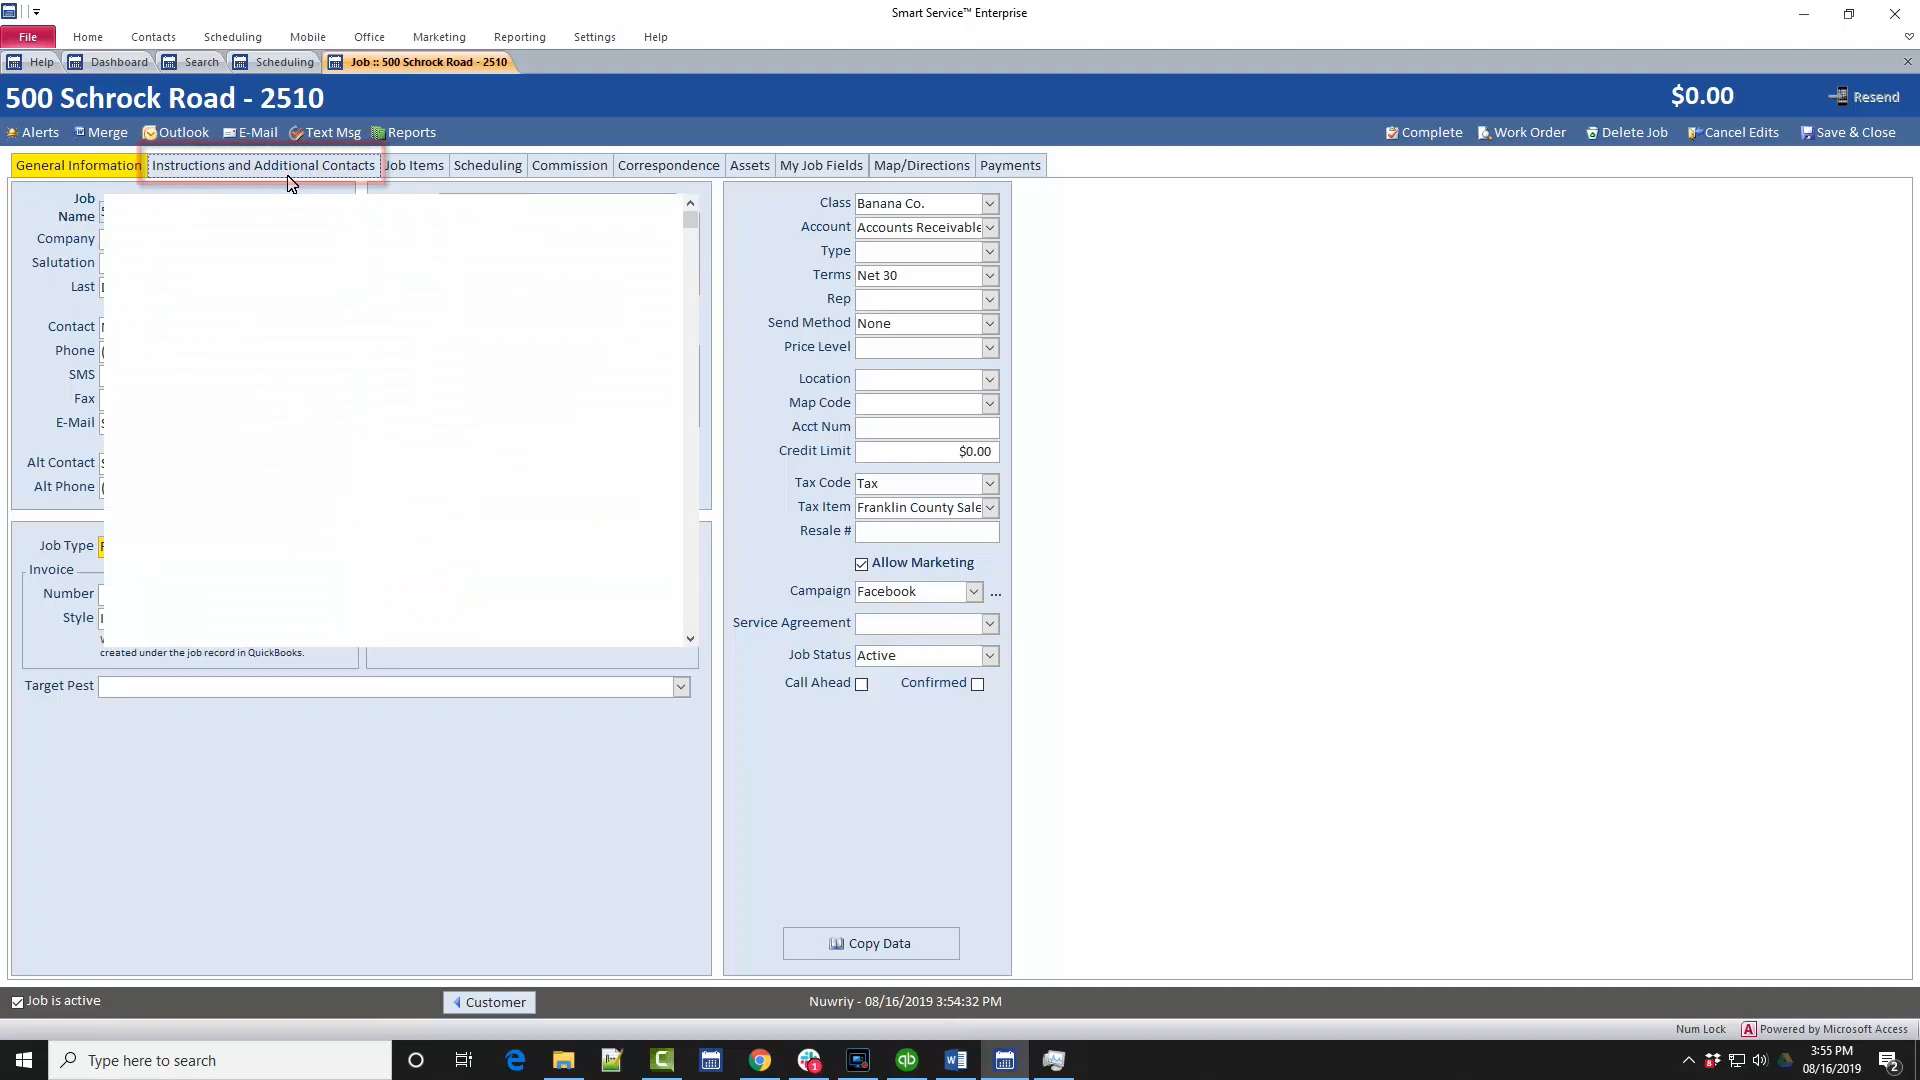 Smart Service™ Enterprise
File Home Contacts Scheduling Mobile Office Marketing Reporting Settings Help
Help Dashboard Search Scheduling Job :: 500 Schrock Road - 2510
500 Schrock Road - 2510 $0.00 Resend
Alerts Merge Outlook E-Mail Text Msg Reports Complete Work Order Delete Job Cancel Edits Save & Close
General Information Instructions and Additional Contacts Job Items Scheduling Commission Correspondence Assets My Job Fields Map/Directions Payments
Job
Name
Company
Salutation
Last
Contact
Phone
SMS
Fax
E-Mail
Alt Contact
Alt Phone
Job Type
Invoice
Number
Style
created under the job record in QuickBooks.
Target Pest
Class Banana Co.
Account Accounts Receivable
Type
Terms Net 30
Rep
Send Method None
Price Level
Location
Map Code
Acct Num
Credit Limit $0.00
Tax Code Tax
Tax Item Franklin County Sale
Resale #
Allow Marketing
Campaign Facebook ...
Service Agreement
Job Status Active
Call Ahead Confirmed
Copy Data
Job is active Customer Nuwriy - 08/16/2019 3:54:32 PM
Num Lock Powered by Microsoft Access
Type here to search
3:55 PM
08/16/2019
2